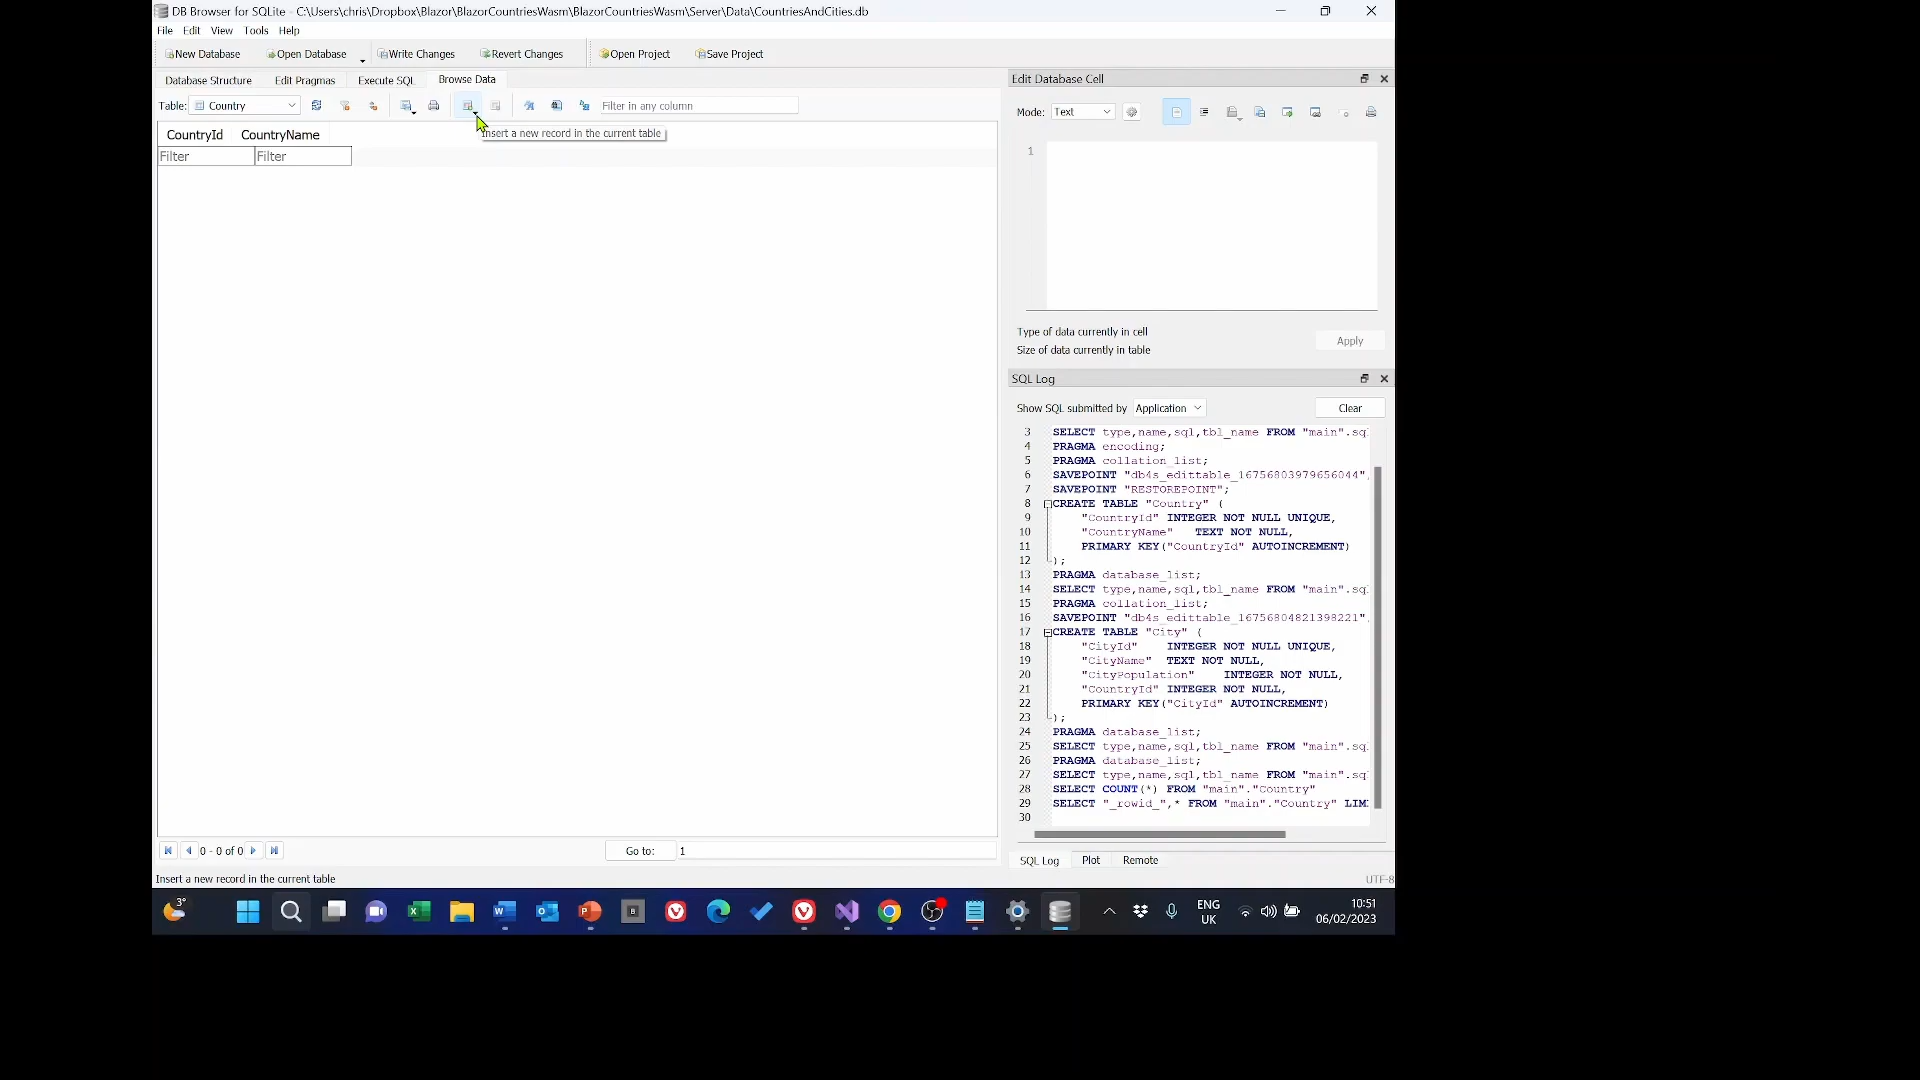 DB Browser for SQLite - C:\Users\chris\Dropbox\Blazor\BlazorCountriesWasm\BlazorCountriesWasm\Server\Data\CountriesAndCities.db
File Edit View Tools Help
New Database Open Database Write Changes Revert Changes Open Project Save Project
Database Structure Edit Pragmas Execute SQL Browse Data
Table: Country Filter in any column
Insert a new record in the current table
CountryId CountryName
Filter Filter
0 - 0 of 0 Go to: 1
Insert a new record in the current table
Edit Database Cell
Mode: Text
1
Type of data currently in cell
Size of data currently in table
Apply
SQL Log
Show SQL submitted by Application Clear
3 SELECT type,name,sql,tbl_name FROM "main".sq
4 PRAGMA encoding;
5 PRAGMA collation_list;
6 SAVEPOINT "db4s_edittable_16756803979656044"
7 SAVEPOINT "RESTOREPOINT";
8 CREATE TABLE "Country" (
9 "CountryId" INTEGER NOT NULL UNIQUE,
10 "CountryName" TEXT NOT NULL,
11 PRIMARY KEY("CountryId" AUTOINCREMENT)
12 );
13 PRAGMA database_list;
14 SELECT type,name,sql,tbl_name FROM "main".sq
15 PRAGMA collation_list;
16 SAVEPOINT "db4s_edittable_16756804821398221"
17 CREATE TABLE "City" (
18 "CityId" INTEGER NOT NULL UNIQUE,
19 "CityName" TEXT NOT NULL,
20 "CityPopulation" INTEGER NOT NULL,
21 "CountryId" INTEGER NOT NULL,
22 PRIMARY KEY("CityId" AUTOINCREMENT)
23 );
24 PRAGMA database_list;
25 SELECT type,name,sql,tbl_name FROM "main".sq
26 PRAGMA database_list;
27 SELECT type,name,sql,tbl_name FROM "main".sq
28 SELECT COUNT(*) FROM "main"."Country"
29 SELECT "_rowid_",* FROM "main"."Country" LIM
30
SQL Log Plot Remote
UTF-8
3°
ENG
UK
10:51
06/02/2023